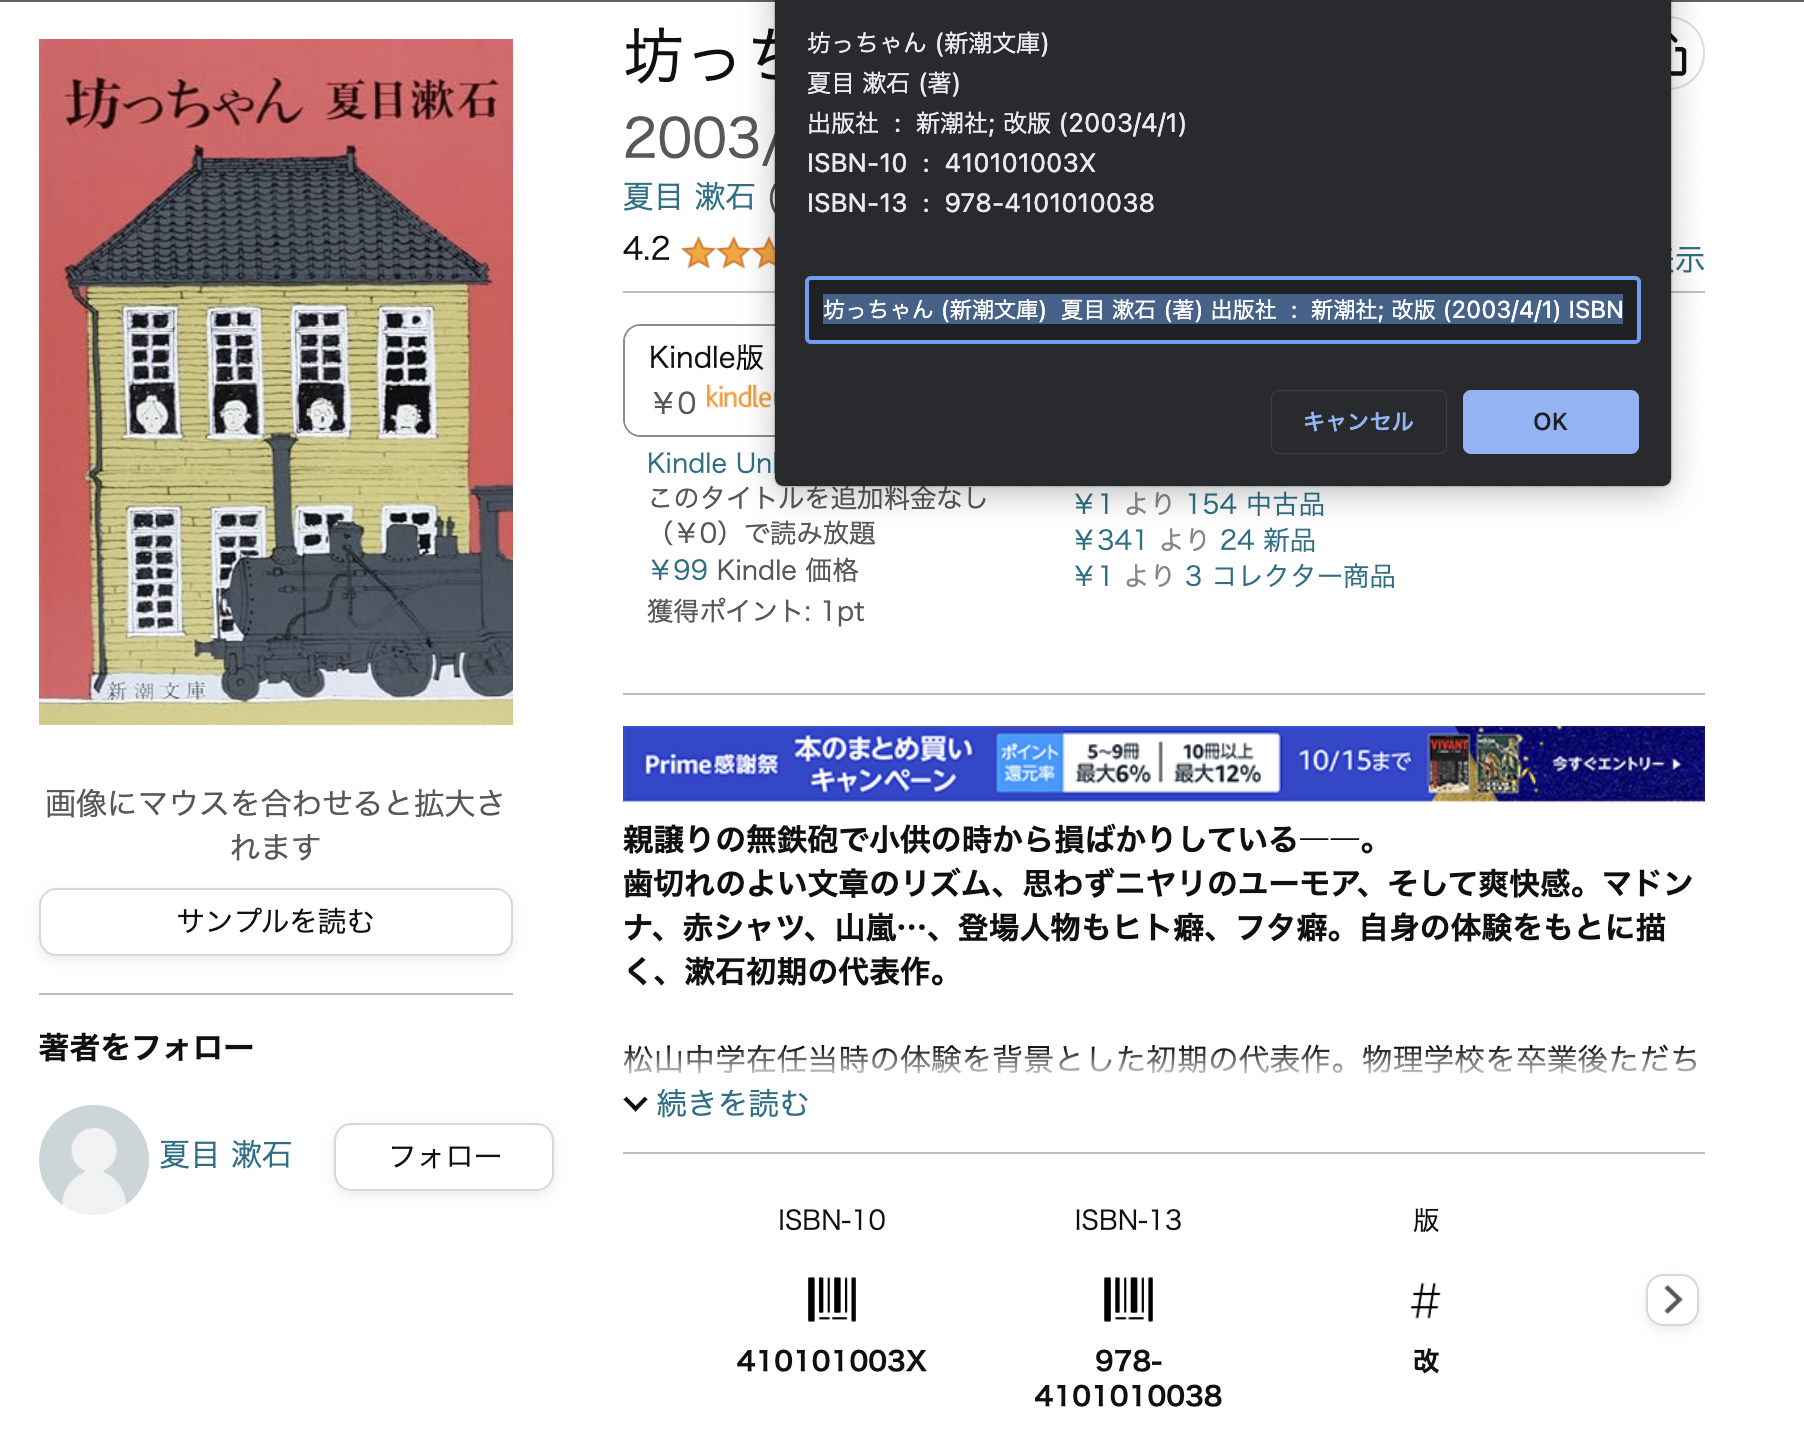 坊っちゃん 夏目漱石
新潮文庫
画像にマウスを合わせると拡大さ
れます
サンプルを読む
著者をフォロー
夏目 漱石
フォロー
坊っち
2003/
夏目 漱石 (
4.2
坊っちゃん (新潮文庫)
夏目 漱石 (著)
出版社 : 新潮社; 改版 (2003/4/1)
ISBN-10 : 410101003X
ISBN-13 : 978-4101010038
坊っちゃん (新潮文庫) 夏目 漱石 (著) 出版社 : 新潮社; 改版 (2003/4/1) ISBN
キャンセル
OK
示
Kindle版
￥0 kindle
Kindle Un
このタイトルを追加料金なし
（￥0）で読み放題
￥99 Kindle 価格
獲得ポイント: 1pt
￥1 より 154 中古品
￥341 より 24 新品
￥1 より 3 コレクター商品
Prime感謝祭 本のまとめ買い
キャンペーン
ポイント
還元率
5~9冊
最大6%
10冊以上
最大12%
10/15まで
VIVANT
今すぐエントリー
親譲りの無鉄砲で小供の時から損ばかりしている――。
歯切れのよい文章のリズム、思わずニヤリのユーモア、そして爽快感。マドン
ナ、赤シャツ、山嵐…、登場人物もヒト癖、フタ癖。自身の体験をもとに描
く、漱石初期の代表作。
松山中学在任当時の体験を背景とした初期の代表作。物理学校を卒業後ただち
続きを読む
ISBN-10
410101003X
ISBN-13
978-
4101010038
版
#
改